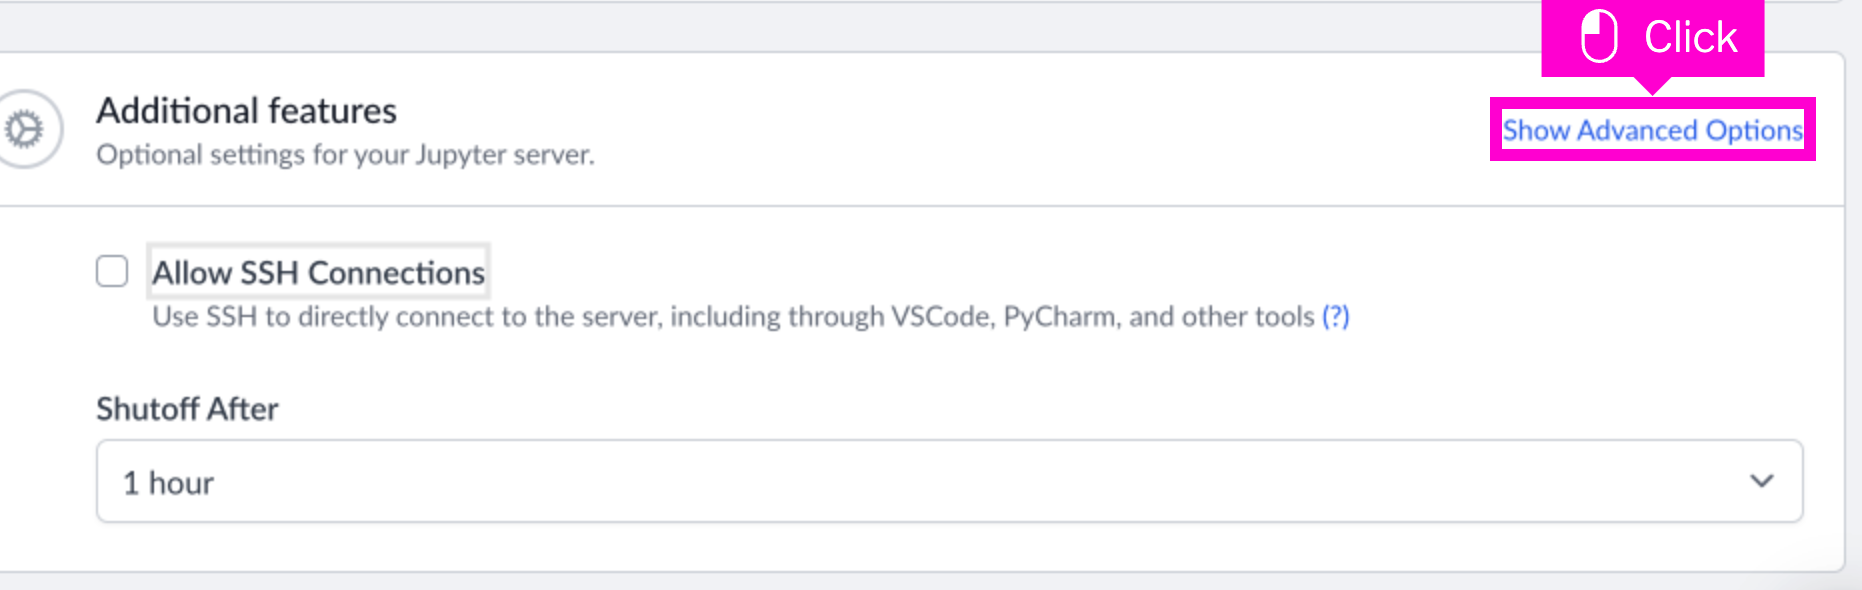 Click
Additional features
Show Advanced Options
Optional settings for your Jupyter server.
Allow SSH Connections
Use SSH to directly connect to the server, including through VSCode, PyCharm, and other tools (?)
Shutoff After
1 hour